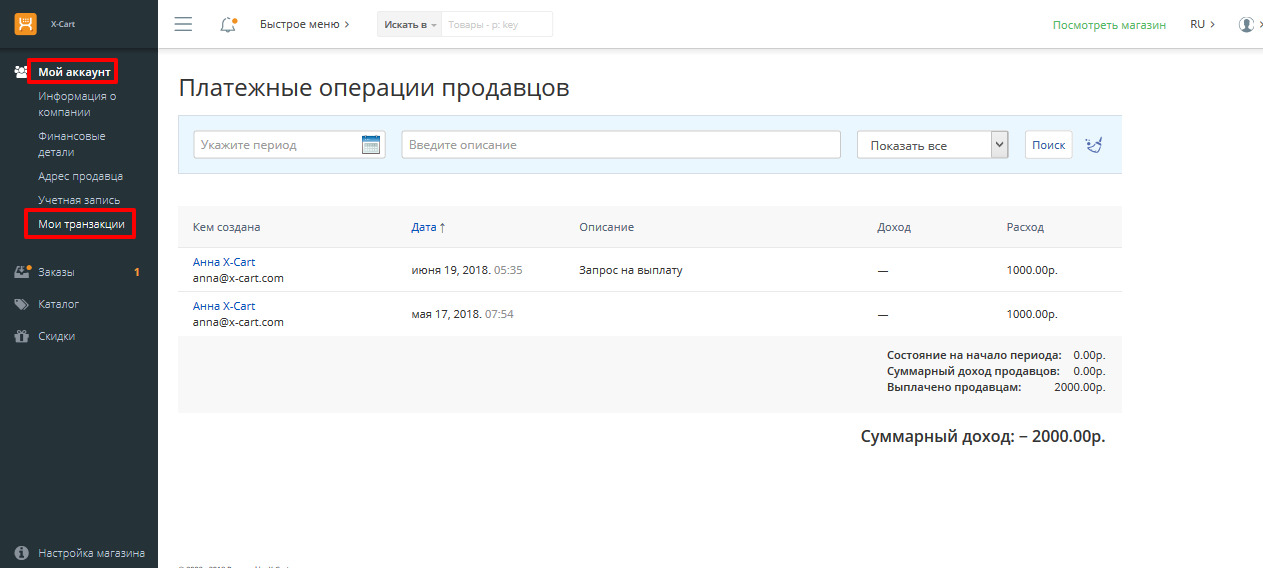 X-Cart
Быстрое меню
Искать в
Товары - p: key
Посмотреть магазин
RU
Мой аккаунт
Информация о
компании
Финансовые
детали
Адрес продавца
Учетная запись
Мои транзакции
Заказы 1
Каталог
Скидки
Настройка магазина
Платежные операции продавцов
Укажите период
Введите описание
Показать все
Поиск
Кем создана Дата ↑ Описание Доход Расход
Анна X-Cart
anna@x-cart.com
июня 19, 2018. 05:35 Запрос на выплату — 1000.00р.
Анна X-Cart
anna@x-cart.com
мая 17, 2018. 07:54 — 1000.00р.
Состояние на начало периода: 0.00р.
Суммарный доход продавцов: 0.00р.
Выплачено продавцам: 2000.00р.
Суммарный доход: − 2000.00р.